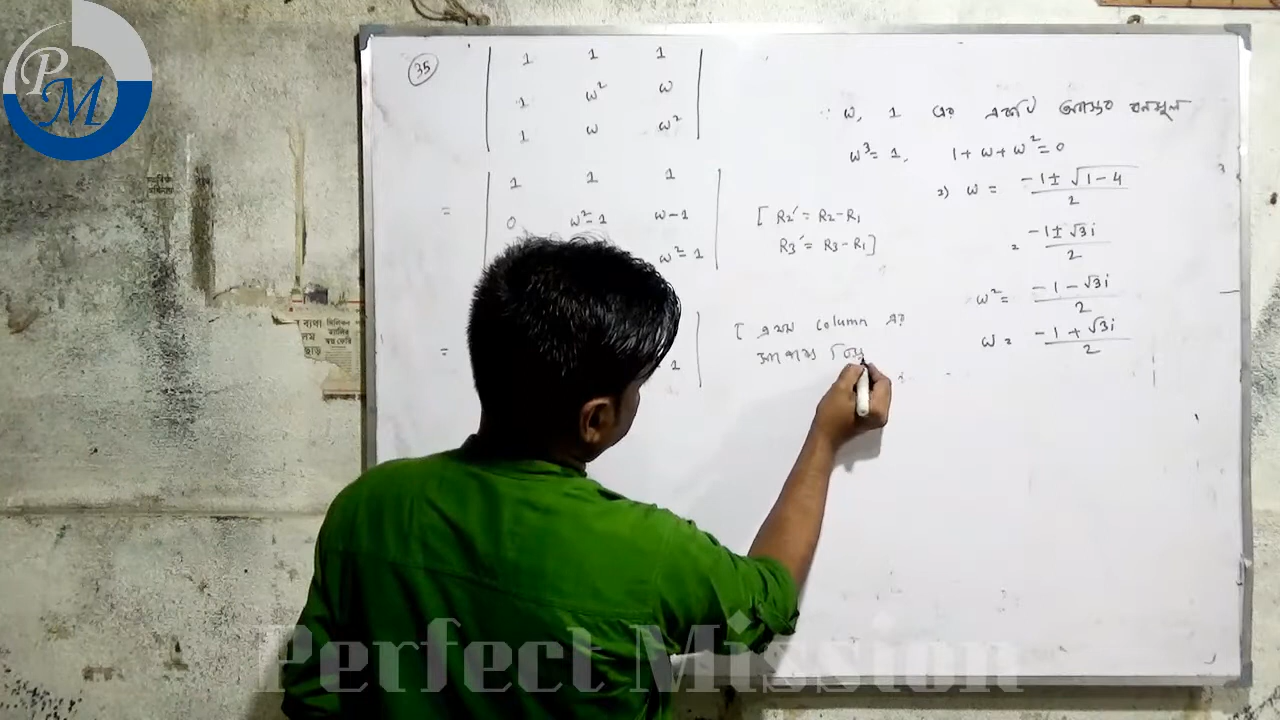 PM
35
1 1 1
1 ω² ω
1 ω ω²
= 1 1 1
0 ω²-1 ω-1
ω²-1
[ R₂' = R₂-R₁
R₃' = R₃-R₁]
= 1
[ প্রথম column এর
সাপেক্ষে
∵ ω, 1 এর একটি ঘনমূল
ω³=1, 1+ω+ω²=0
⇒ ω = (-1±√(1-4))/2
= (-1±√3i)/2
ω² = (-1-√3i)/2
ω = (-1+√3i)/2
Perfect Mission